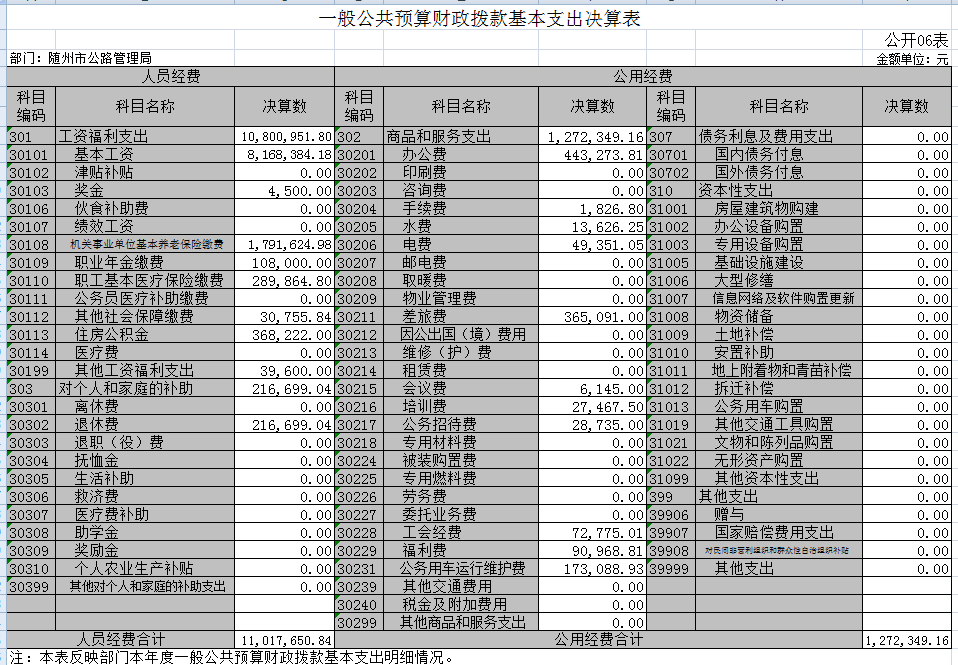 一般公共预算财政拨款基本支出决算表
公开06表
部门：随州市公路管理局 金额单位：元
人员经费 公用经费
科目编码 科目名称 决算数 科目编码 科目名称 决算数 科目编码 科目名称 决算数
301 工资福利支出 10,800,951.80 302 商品和服务支出 1,272,349.16 307 债务利息及费用支出 0.00
30101 基本工资 8,168,384.18 30201 办公费 443,273.81 30701 国内债务付息 0.00
30102 津贴补贴 0.00 30202 印刷费 0.00 30702 国外债务付息 0.00
30103 奖金 4,500.00 30203 咨询费 0.00 310 资本性支出 0.00
30106 伙食补助费 0.00 30204 手续费 1,826.80 31001 房屋建筑物购建 0.00
30107 绩效工资 0.00 30205 水费 13,626.25 31002 办公设备购置 0.00
30108 机关事业单位基本养老保险缴费 1,791,624.98 30206 电费 49,351.05 31003 专用设备购置 0.00
30109 职业年金缴费 108,000.00 30207 邮电费 0.00 31005 基础设施建设 0.00
30110 职工基本医疗保险缴费 289,864.80 30208 取暖费 0.00 31006 大型修缮 0.00
30111 公务员医疗补助缴费 0.00 30209 物业管理费 0.00 31007 信息网络及软件购置更新 0.00
30112 其他社会保障缴费 30,755.84 30211 差旅费 365,091.00 31008 物资储备 0.00
30113 住房公积金 368,222.00 30212 因公出国（境）费用 0.00 31009 土地补偿 0.00
30114 医疗费 0.00 30213 维修（护）费 0.00 31010 安置补助 0.00
30199 其他工资福利支出 39,600.00 30214 租赁费 0.00 31011 地上附着物和青苗补偿 0.00
303 对个人和家庭的补助 216,699.04 30215 会议费 6,145.00 31012 拆迁补偿 0.00
30301 离休费 0.00 30216 培训费 27,467.50 31013 公务用车购置 0.00
30302 退休费 216,699.04 30217 公务招待费 28,735.00 31019 其他交通工具购置 0.00
30303 退职（役）费 0.00 30218 专用材料费 0.00 31021 文物和陈列品购置 0.00
30304 抚恤金 0.00 30224 被装购置费 0.00 31022 无形资产购置 0.00
30305 生活补助 0.00 30225 专用燃料费 0.00 31099 其他资本性支出 0.00
30306 救济费 0.00 30226 劳务费 0.00 399 其他支出 0.00
30307 医疗费补助 0.00 30227 委托业务费 0.00 39906 赠与 0.00
30308 助学金 0.00 30228 工会经费 72,775.01 39907 国家赔偿费用支出 0.00
30309 奖励金 0.00 30229 福利费 90,968.81 39908 对民间非营利组织和群众性自治组织补贴 0.00
30310 个人农业生产补贴 0.00 30231 公务用车运行维护费 173,088.93 39999 其他支出 0.00
30399 其他对个人和家庭的补助支出 0.00 30239 其他交通费用 0.00
30240 税金及附加费用 0.00
30299 其他商品和服务支出 0.00
人员经费合计 11,017,650.84 公用经费合计 1,272,349.16
注：本表反映部门本年度一般公共预算财政拨款基本支出明细情况。